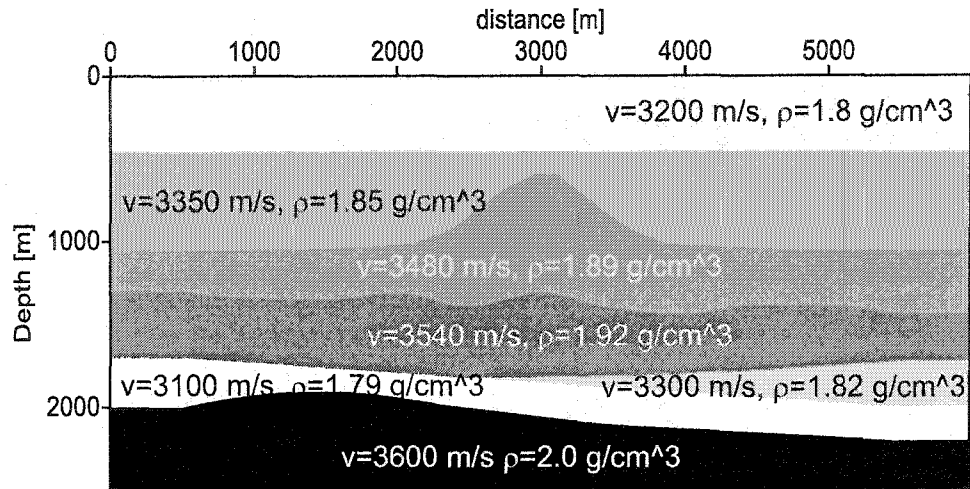 distance [m]
0 1000 2000 3000 4000 5000
0
v=3200 m/s, ρ=1.8 g/cm^3
v=3350 m/s, ρ=1.85 g/cm^3
1000
v=3480 m/s, ρ=1.89 g/cm^3
Depth [m]
v=3540 m/s, ρ=1.92 g/cm^3
v=3100 m/s, ρ=1.79 g/cm^3 v=3300 m/s, ρ=1.82 g/cm^3
2000
v=3600 m/s ρ=2.0 g/cm^3